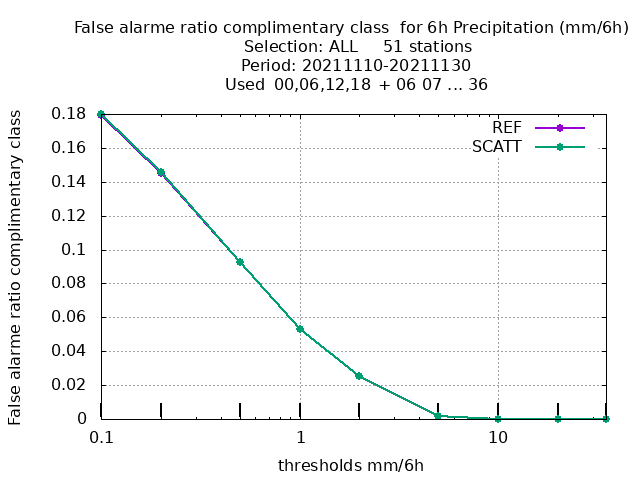 False alarme ratio complimentary class  for 6h Precipitation (mm/6h)
Selection: ALL     51 stations
Period: 20211110-20211130
Used  00,06,12,18 + 06 07 ... 36
False alarme ratio complimentary class
0.18
0.16
0.14
0.12
0.1
0.08
0.06
0.04
0.02
0
REF
SCATT
0.1
1
10
thresholds mm/6h